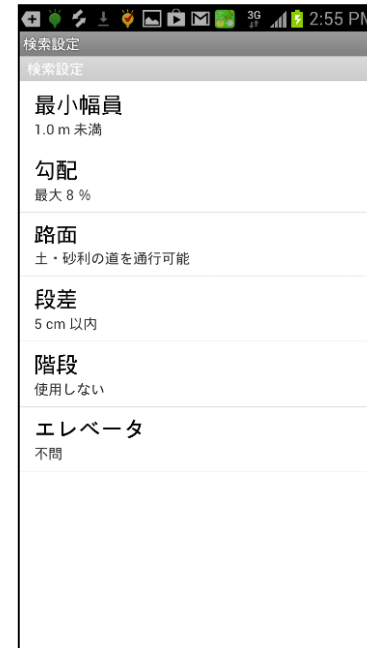 3G 2:55 PM
検索設定
検索設定
最小幅員
1.0 m 未満
勾配
最大 8 %
路面
土・砂利の道を通行可能
段差
5 cm 以内
階段
使用しない
エレベータ
不問